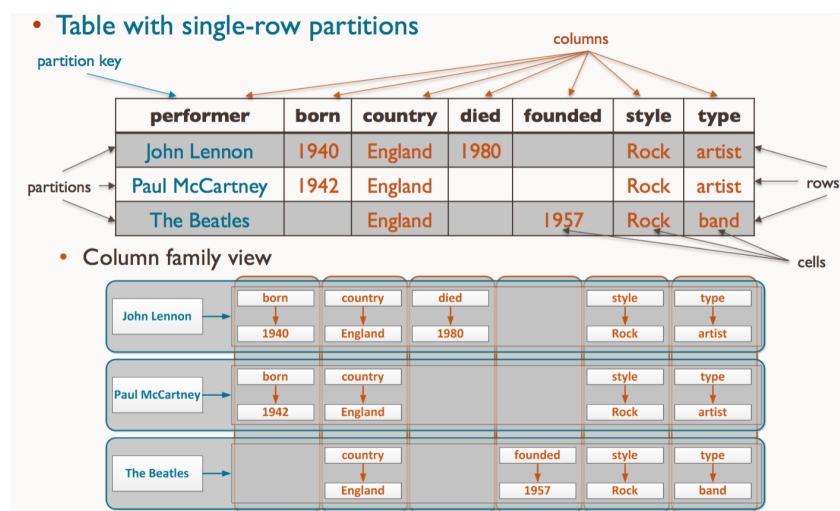 • Table with single-row partitions
columns
partition key
performer born country died founded style type
John Lennon 1940 England 1980 Rock artist
partitions Paul McCartney 1942 England Rock artist rows
The Beatles England 1957 Rock band
• Column family view
cells
born country died style type
John Lennon
1940 England 1980 Rock artist
born country style type
Paul McCartney
1942 England Rock artist
country founded style type
The Beatles
England 1957 Rock band